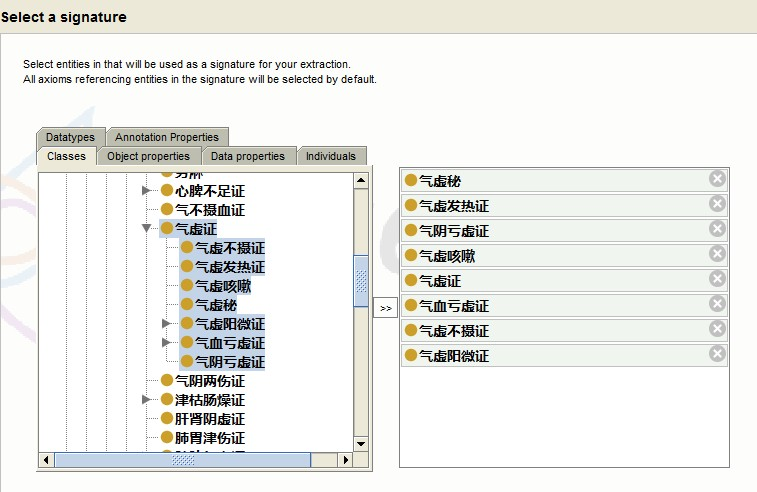 Select a signature
Select entities in that will be used as a signature for your extraction.
All axioms referencing entities in the signature will be selected by default.
Datatypes
Annotation Properties
Classes
Object properties
Data properties
Individuals
心脾不足证
气不摄血证
气虚证
气虚不摄证
气虚发热证
气虚咳嗽
气虚秘
气虚阳微证
气血亏虚证
气阴亏虚证
气阴两伤证
津枯肠燥证
肝肾阴虚证
肺胃津伤证
>>
气虚秘
气虚发热证
气阴亏虚证
气虚咳嗽
气虚证
气血亏虚证
气虚不摄证
气虚阳微证